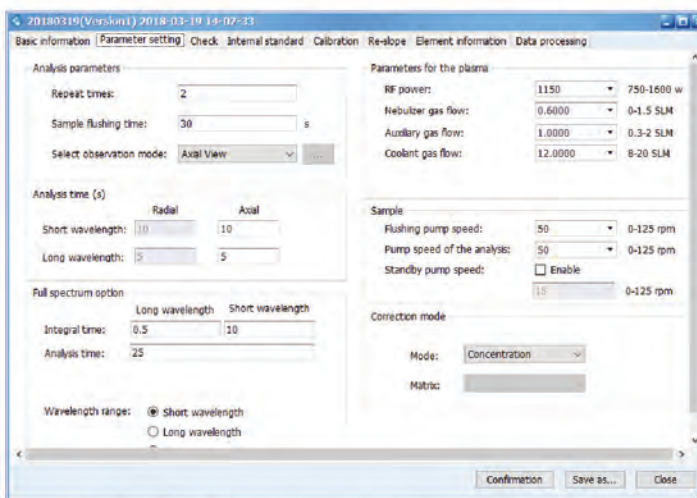 20180319(Version1) 2018-03-19 14-07-33
Basic information Parameter setting Check Internal standard Calibration Re-slope Element information Data processing
Analysis parameters
Repeat times: 2
Sample flushing time: 30 s
Select observation mode: Axial View ...
Analysis time (s)
Radial Axial
Short wavelength: 10 10
Long wavelength: 5 5
Full spectrum option
Long wavelength Short wavelength
Integral time: 0.5 10
Analysis time: 25
Wavelength range: Short wavelength
Long wavelength
Parameters for the plasma
RF power: 1150 750-1600 w
Nebulizer gas flow: 0.6000 0-1.5 SLM
Auxiliary gas flow: 1.0000 0.3-2 SLM
Coolant gas flow: 12.0000 8-20 SLM
Sample
Flushing pump speed: 50 0-125 rpm
Pump speed of the analysis: 50 0-125 rpm
Standby pump speed: Enable
15 0-125 rpm
Correction mode
Mode: Concentration
Matrix:
Confirmation Save as... Close